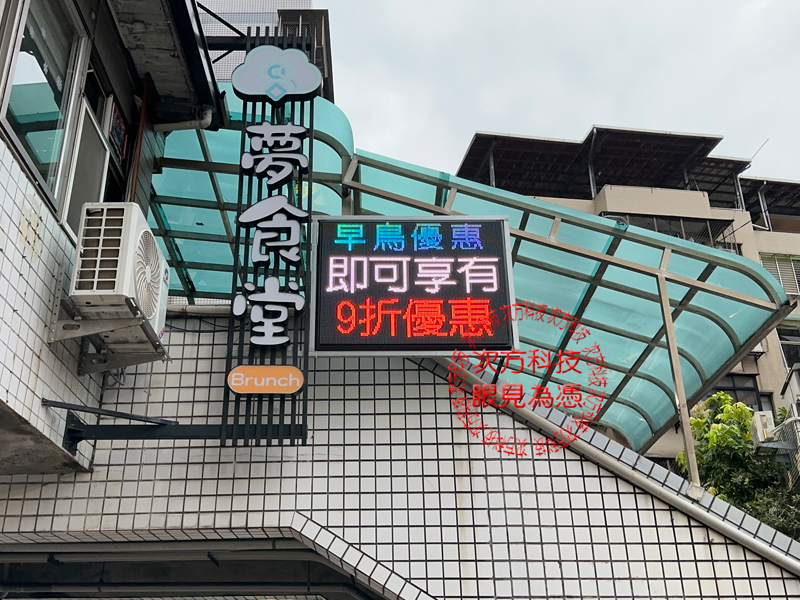 夢食堂
Brunch
早鳥優惠
即可享有
9折優惠
次方科技
眼見為憑